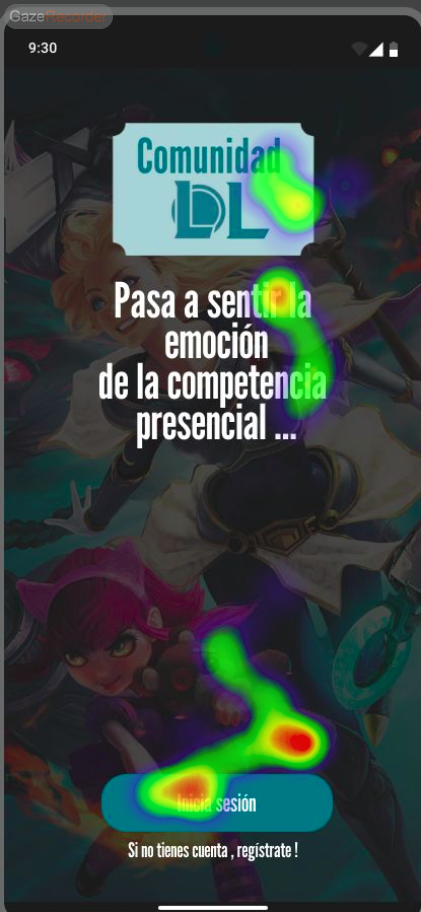 GazeRecorder
9:30
Comunidad
LDL
Pasa a sentir la
emoción
de la competencia
presencial ...
Inicia sesión
Si no tienes cuenta , regístrate !